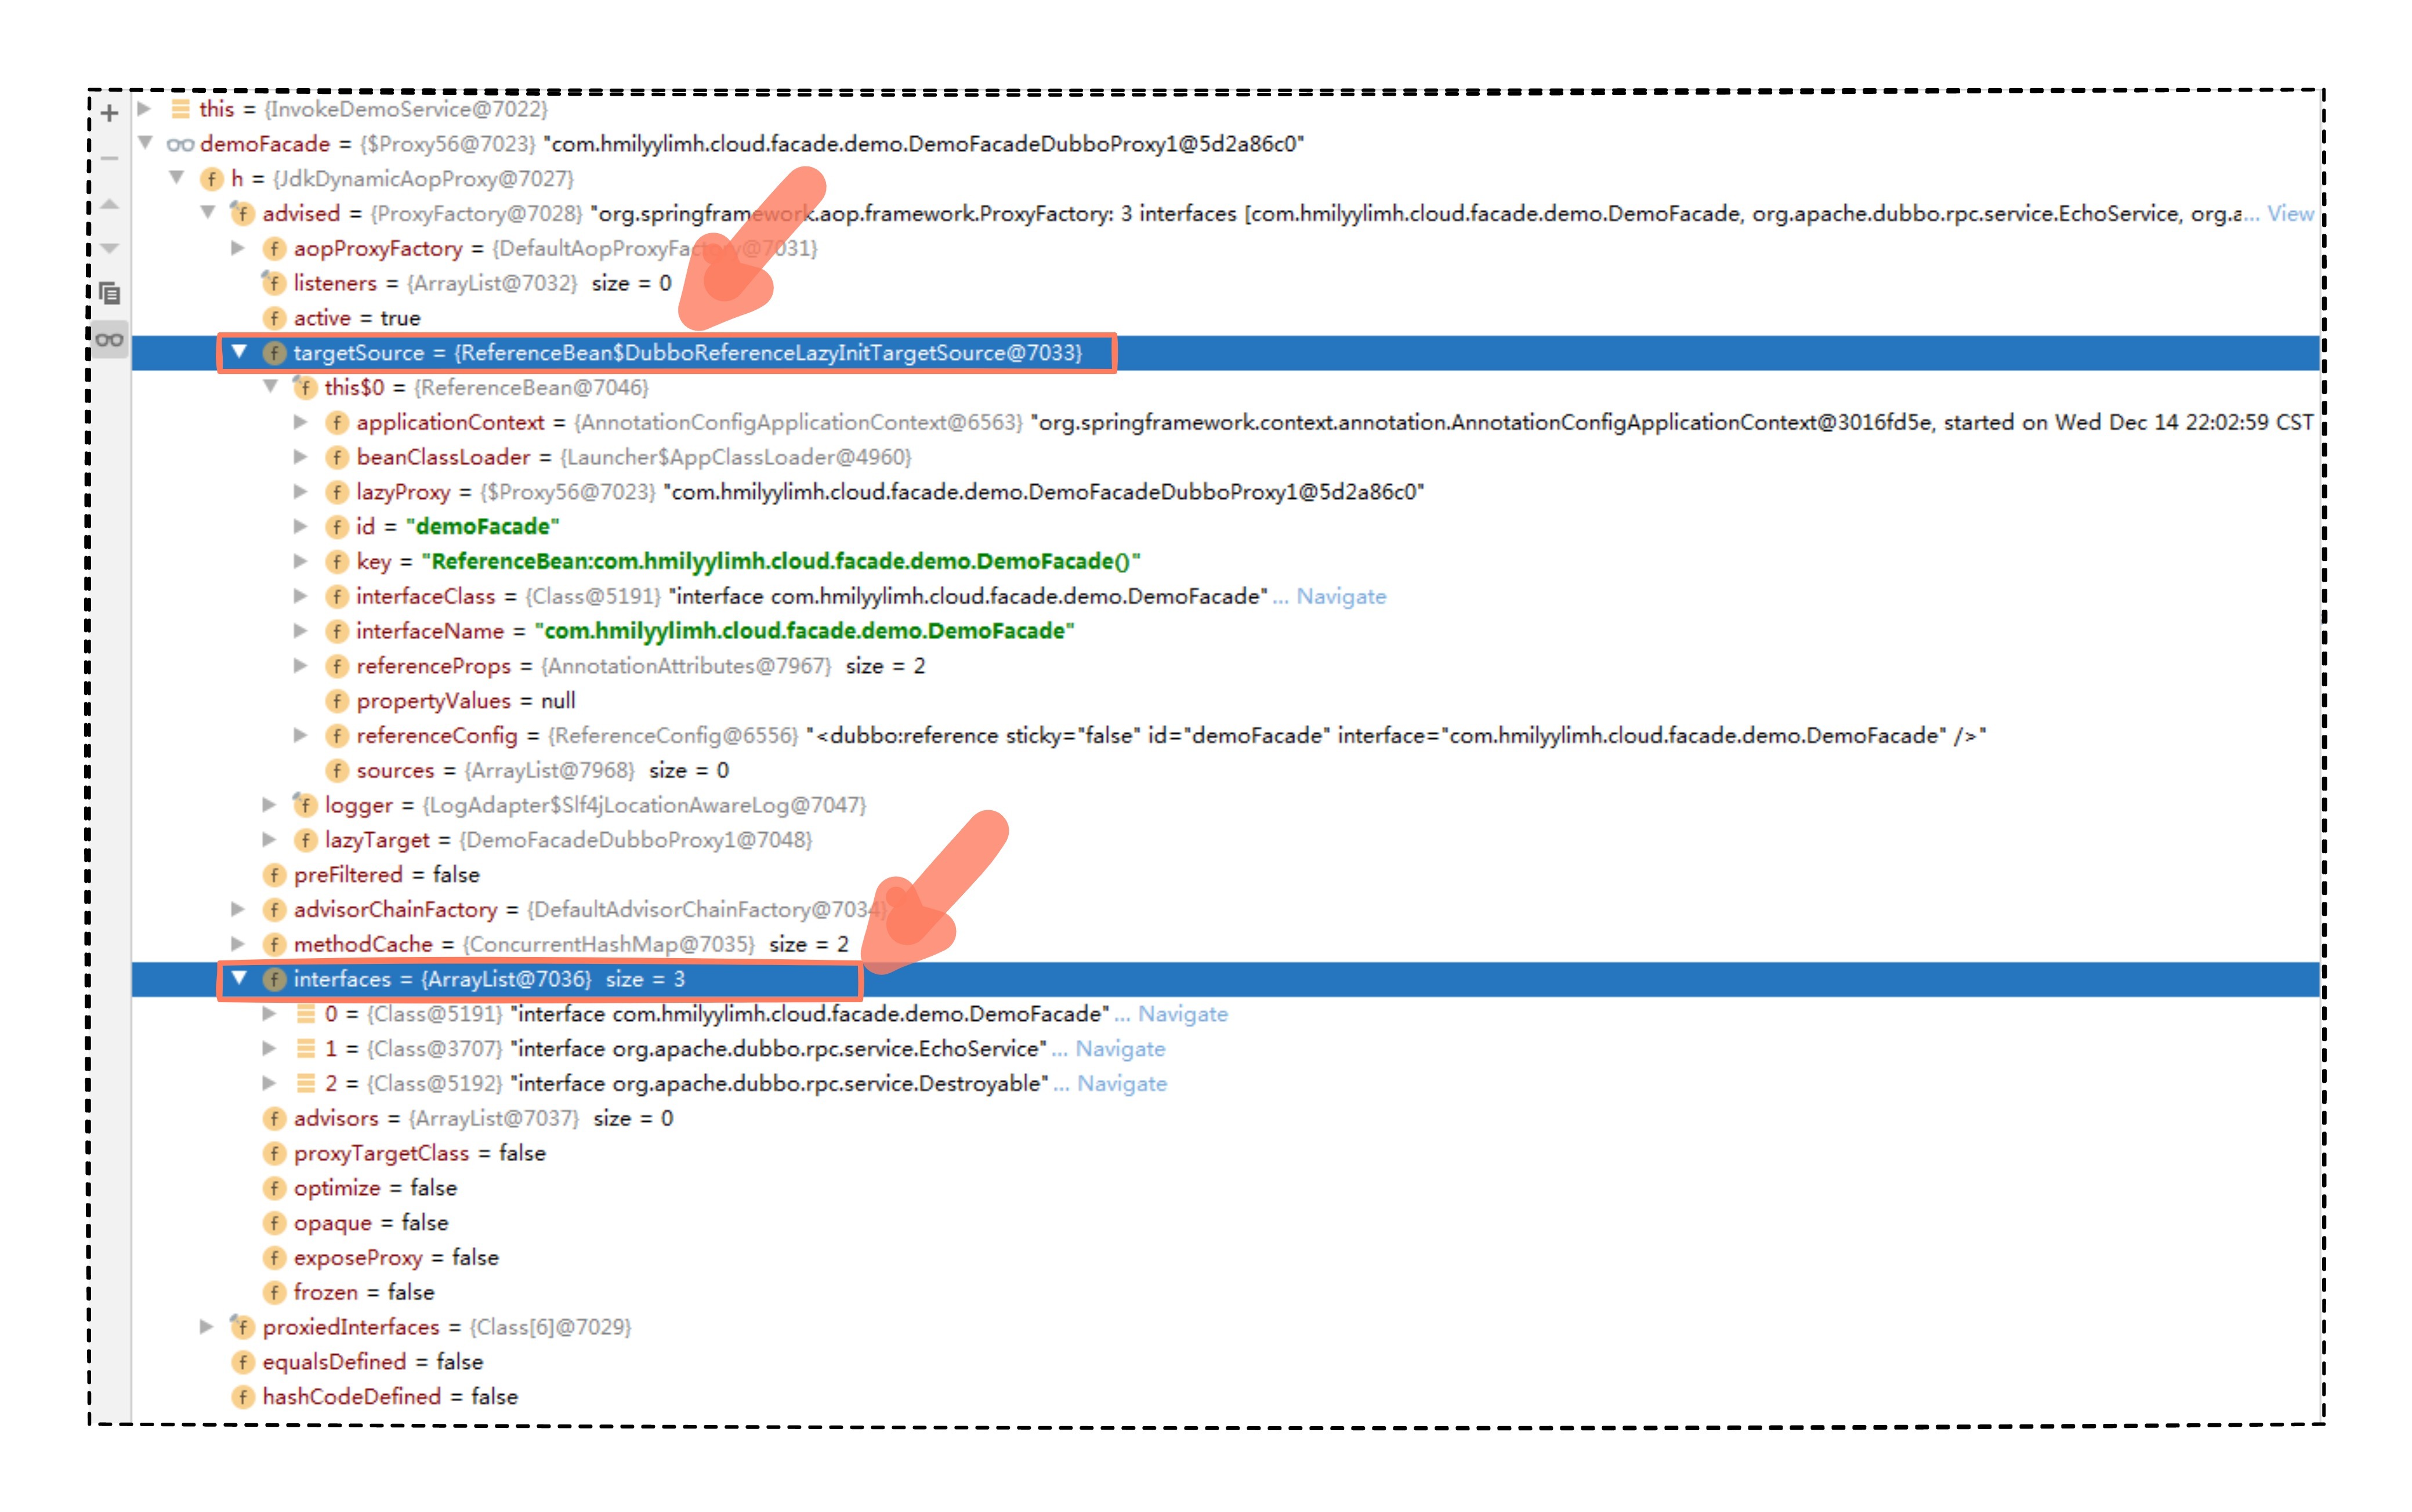 this = {InvokeDemoService@7022}
demoFacade = {$Proxy56@7023} "com.hmilyylimh.cloud.facade.demo.DemoFacadeDubboProxy1@5d2a86c0"
f h = {JdkDynamicAopProxy@7027}
f advised = {ProxyFactory@7028} "org.springframework.aop.framework.ProxyFactory: 3 interfaces [com.hmilyylimh.cloud.facade.demo.DemoFacade, org.apache.dubbo.rpc.service.EchoService, org.a... View
f aopProxyFactory = {DefaultAopProxyFactory@7031}
f listeners = {ArrayList@7032} size = 0
f active = true
f targetSource = {ReferenceBean$DubboReferenceLazyInitTargetSource@7033}
f this$0 = {ReferenceBean@7046}
f applicationContext = {AnnotationConfigApplicationContext@6563} "org.springframework.context.annotation.AnnotationConfigApplicationContext@3016fd5e, started on Wed Dec 14 22:02:59 CST
f beanClassLoader = {Launcher$AppClassLoader@4960}
f lazyProxy = {$Proxy56@7023} "com.hmilyylimh.cloud.facade.demo.DemoFacadeDubboProxy1@5d2a86c0"
f id = "demoFacade"
f key = "ReferenceBean:com.hmilyylimh.cloud.facade.demo.DemoFacade()"
f interfaceClass = {Class@5191} "interface com.hmilyylimh.cloud.facade.demo.DemoFacade" ... Navigate
f interfaceName = "com.hmilyylimh.cloud.facade.demo.DemoFacade"
f referenceProps = {AnnotationAttributes@7967} size = 2
f propertyValues = null
f referenceConfig = {ReferenceConfig@6556} "<dubbo:reference sticky="false" id="demoFacade" interface="com.hmilyylimh.cloud.facade.demo.DemoFacade" />"
f sources = {ArrayList@7968} size = 0
f logger = {LogAdapter$Slf4jLocationAwareLog@7047}
f lazyTarget = {DemoFacadeDubboProxy1@7048}
f preFiltered = false
f advisorChainFactory = {DefaultAdvisorChainFactory@7034}
f methodCache = {ConcurrentHashMap@7035} size = 2
f interfaces = {ArrayList@7036} size = 3
0 = {Class@5191} "interface com.hmilyylimh.cloud.facade.demo.DemoFacade" ... Navigate
1 = {Class@3707} "interface org.apache.dubbo.rpc.service.EchoService" ... Navigate
2 = {Class@5192} "interface org.apache.dubbo.rpc.service.Destroyable" ... Navigate
f advisors = {ArrayList@7037} size = 0
f proxyTargetClass = false
f optimize = false
f opaque = false
f exposeProxy = false
f frozen = false
f proxiedInterfaces = {Class[6]@7029}
f equalsDefined = false
f hashCodeDefined = false